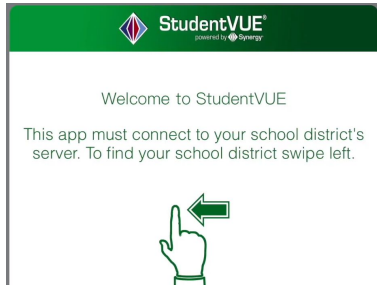 StudentVUE®
powered by Synergy
Welcome to StudentVUE
This app must connect to your school district's
server. To find your school district swipe left.